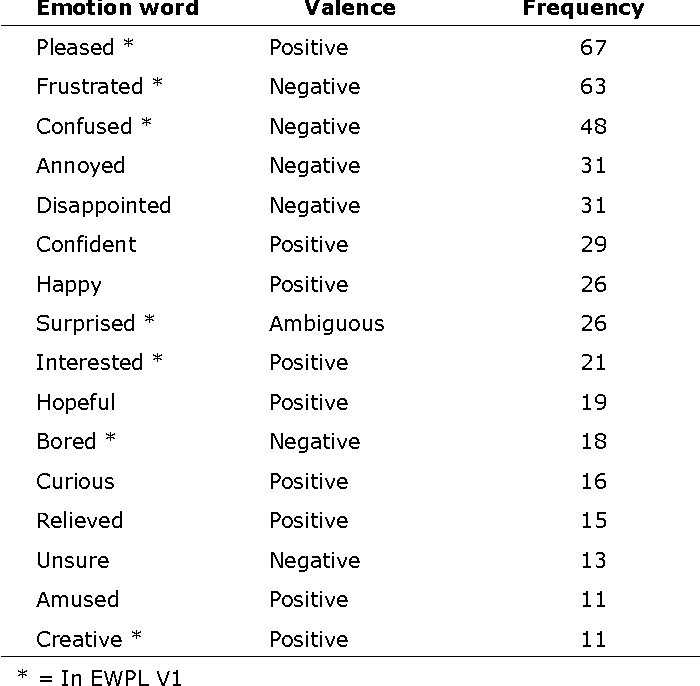 Emotion word Valence Frequency
Pleased * Positive 67
Frustrated * Negative 63
Confused * Negative 48
Annoyed Negative 31
Disappointed Negative 31
Confident Positive 29
Happy Positive 26
Surprised * Ambiguous 26
Interested * Positive 21
Hopeful Positive 19
Bored * Negative 18
Curious Positive 16
Relieved Positive 15
Unsure Negative 13
Amused Positive 11
Creative * Positive 11
* = In EWPL V1